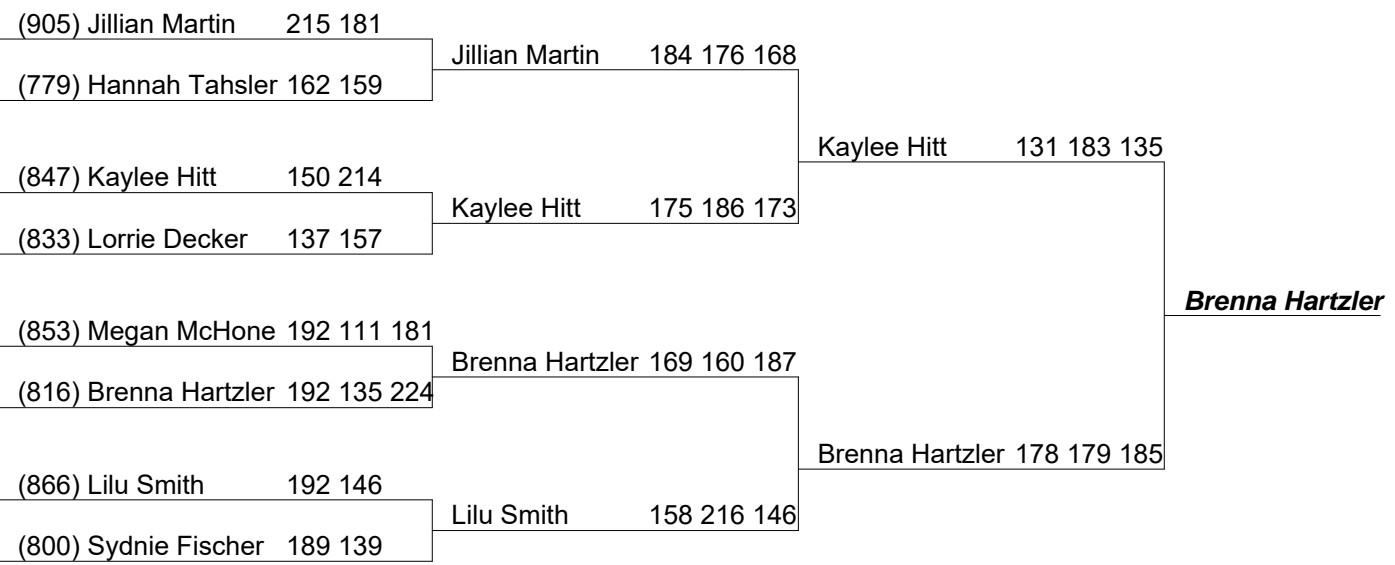 (905) Jillian Martin 215 181
Jillian Martin 184 176 168
(779) Hannah Tahsler 162 159
Kaylee Hitt 131 183 135
(847) Kaylee Hitt 150 214
Kaylee Hitt 175 186 173
(833) Lorrie Decker 137 157
Brenna Hartzler
(853) Megan McHone 192 111 181
Brenna Hartzler 169 160 187
(816) Brenna Hartzler 192 135 224
Brenna Hartzler 178 179 185
(866) Lilu Smith 192 146
Lilu Smith 158 216 146
(800) Sydnie Fischer 189 139